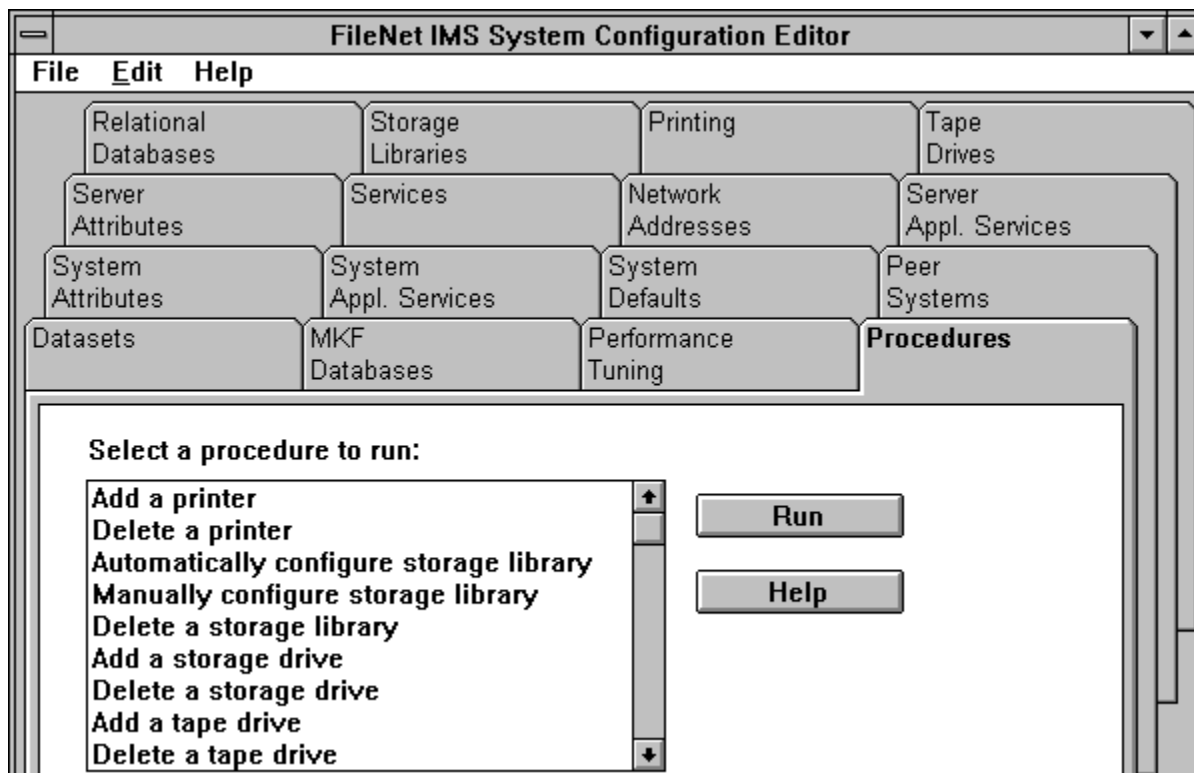 FileNet IMS System Configuration Editor
File Edit Help
Relational
Databases
Storage
Libraries
Printing
Tape
Drives
Server
Attributes
Services
Network
Addresses
Server
Appl. Services
System
Attributes
System
Appl. Services
System
Defaults
Peer
Systems
Datasets
MKF
Databases
Performance
Tuning
Procedures
Select a procedure to run:
Add a printer
Delete a printer
Automatically configure storage library
Manually configure storage library
Delete a storage library
Add a storage drive
Delete a storage drive
Add a tape drive
Delete a tape drive
Run
Help